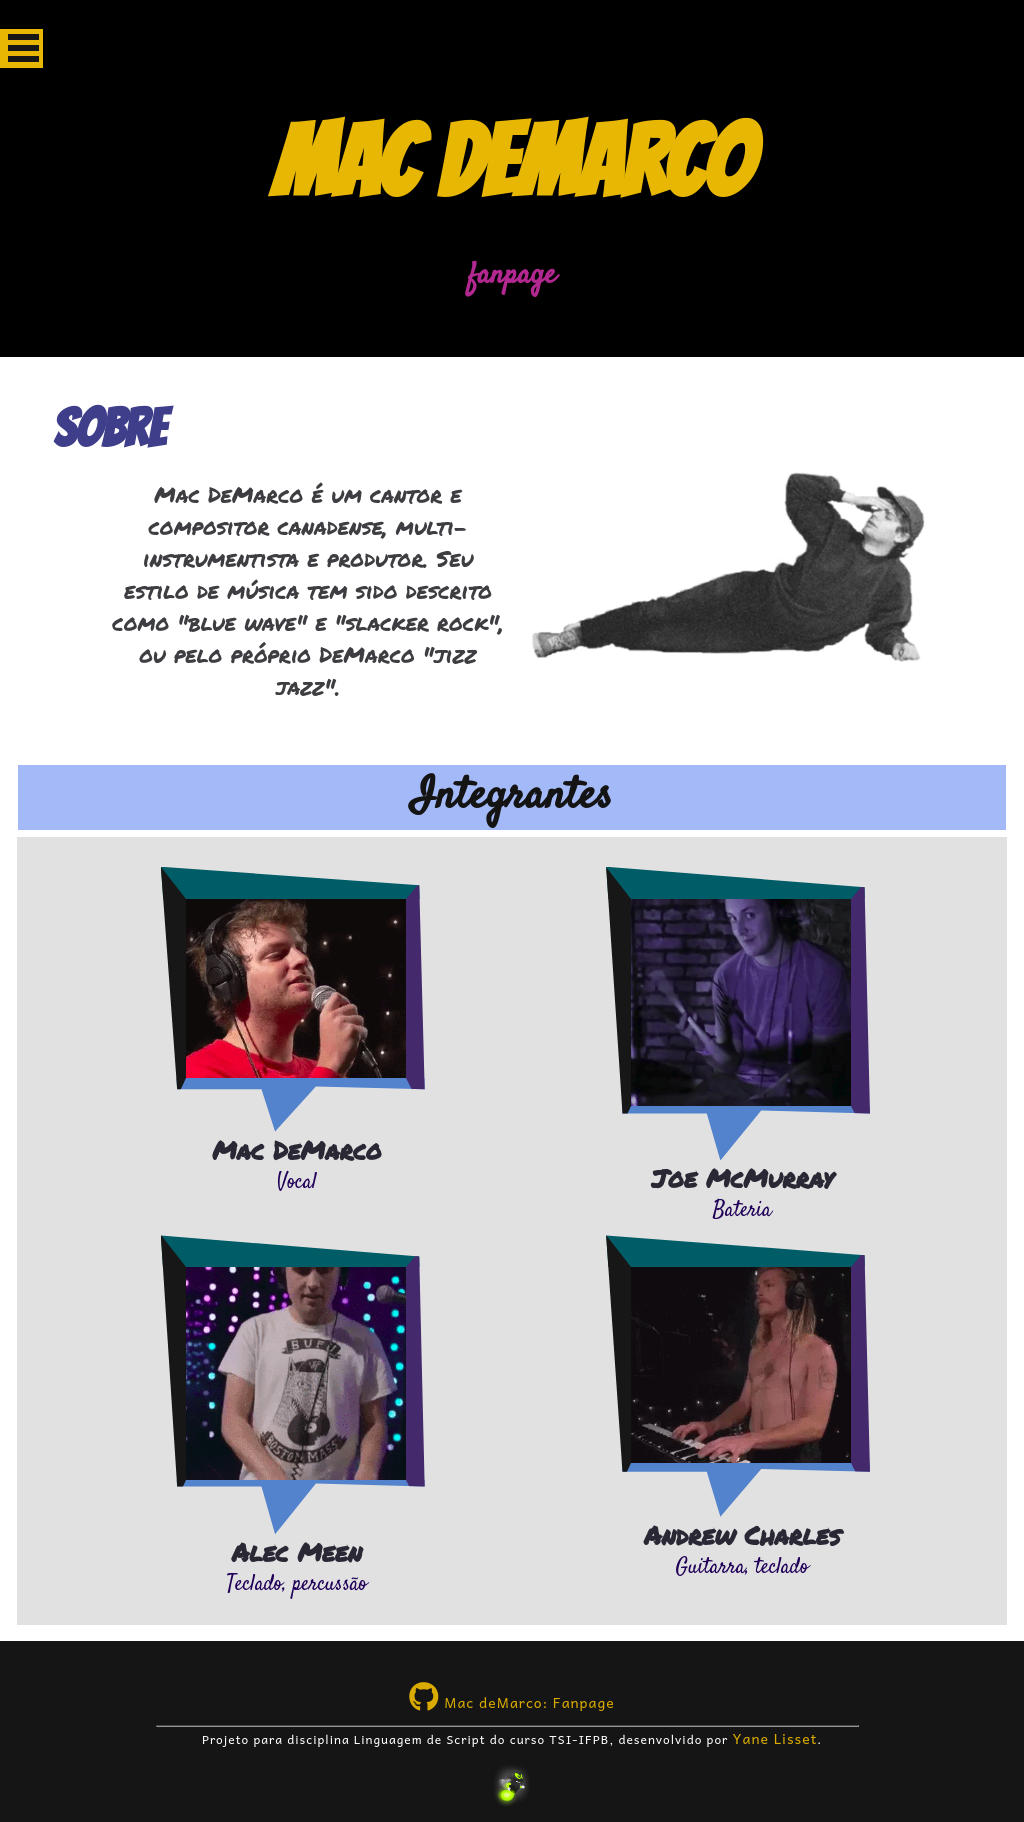 MAC DEMARCO
fanpage
SOBRE
Mac DeMarco é um cantor e
compositor canadense, multi-
instrumentista e produtor. Seu
estilo de música tem sido descrito
como "blue wave" e "slacker rock",
ou pelo próprio DeMarco "jizz
jazz".
Integrantes
Mac DeMarco
Vocal
Joe McMurray
Bateria
BUFU
BOSTON MASS
Alec Meen
Teclado, percussão
Andrew Charles
Guitarra, teclado
Mac deMarco: Fanpage
Projeto para disciplina Linguagem de Script do curso TSI-IFPB, desenvolvido por Yane Lisset.